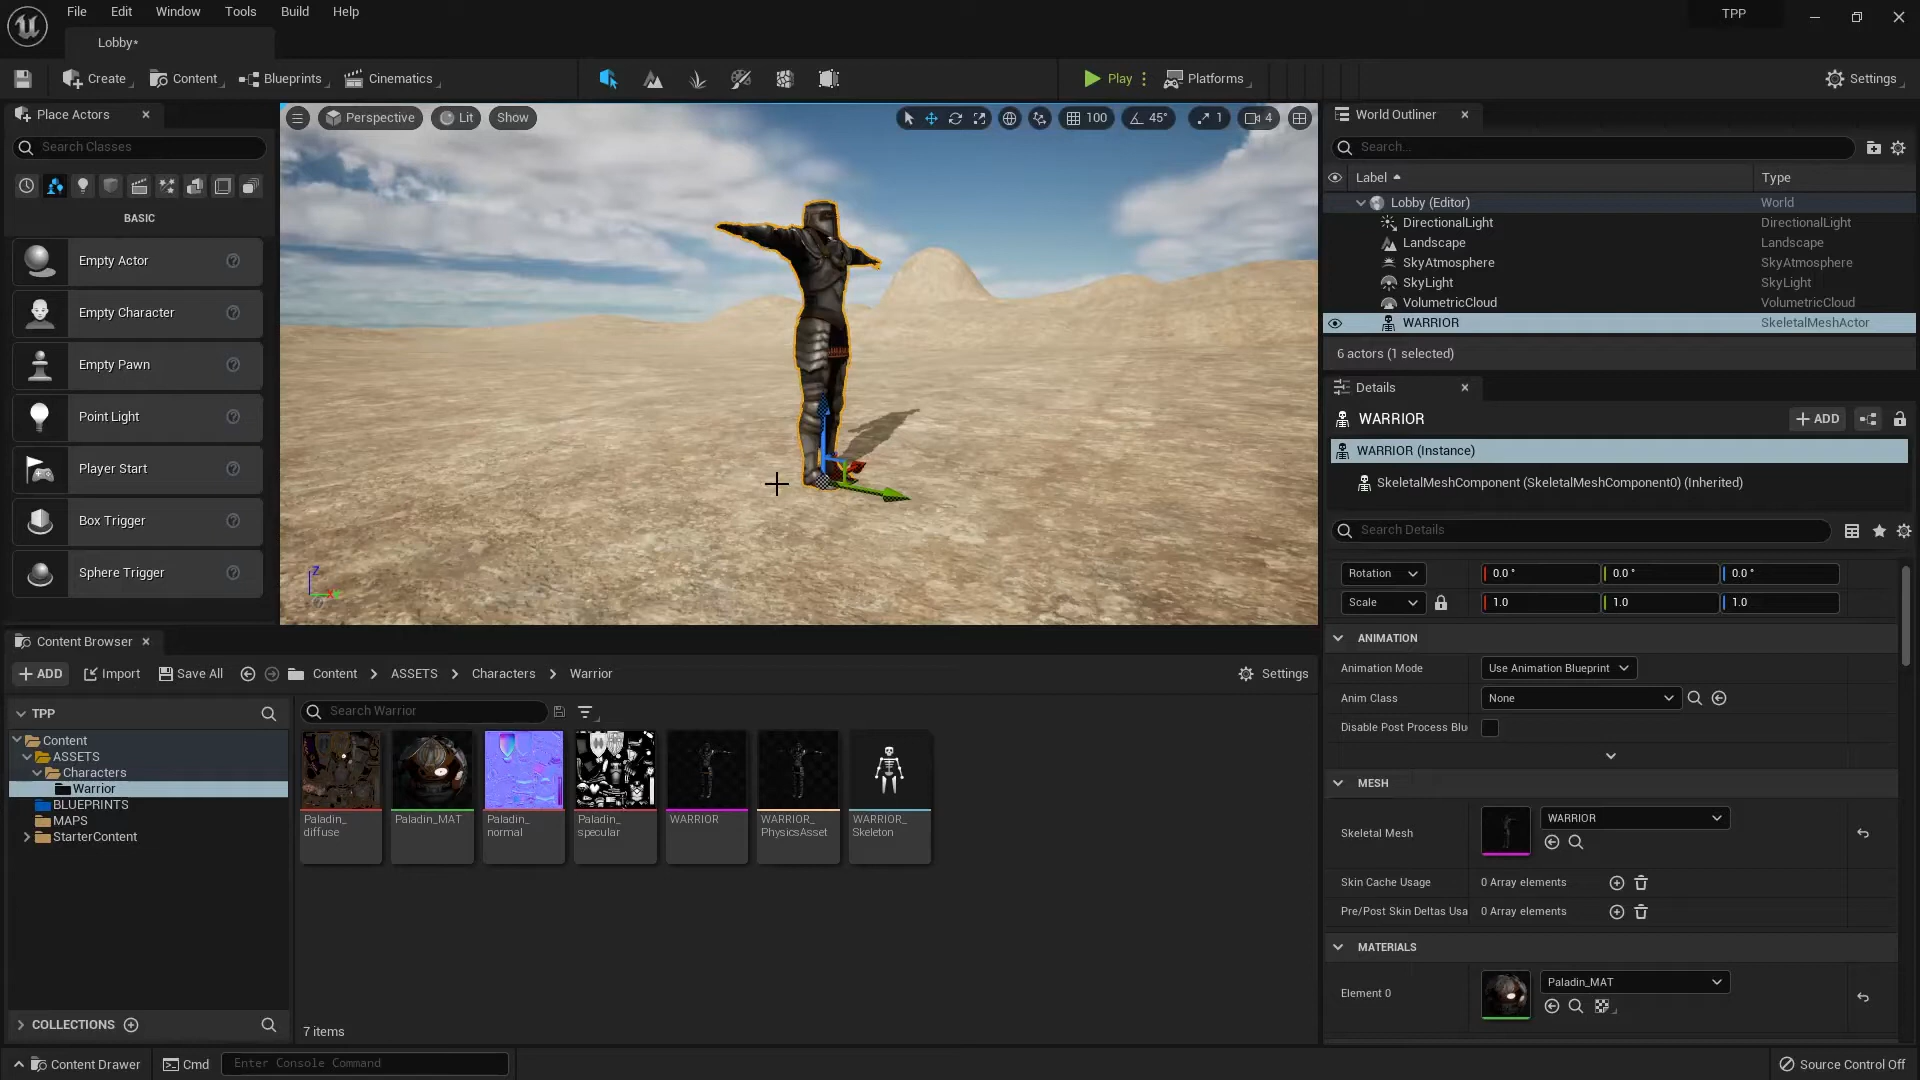 File Edit Window Tools Build Help
TPP
Lobby*
Create Content Blueprints Cinematics
Play Platforms Settings
Place Actors
Search Classes
BASIC
Empty Actor
Empty Character
Empty Pawn
Point Light
Player Start
Box Trigger
Sphere Trigger
Perspective Lit Show
100 45° 1 4
Z
World Outliner
Search...
Label Type
Lobby (Editor) World
DirectionalLight DirectionalLight
Landscape Landscape
SkyAtmosphere SkyAtmosphere
SkyLight SkyLight
VolumetricCloud VolumetricCloud
WARRIOR SkeletalMeshActor
6 actors (1 selected)
Details
WARRIOR
ADD
WARRIOR (Instance)
SkeletalMeshComponent (SkeletalMeshComponent0) (Inherited)
Search Details
Rotation 0.0 ° 0.0 ° 0.0 °
Scale 1.0 1.0 1.0
ANIMATION
Animation Mode Use Animation Blueprint
Anim Class None
Disable Post Process Blu
MESH
Skeletal Mesh WARRIOR
Skin Cache Usage 0 Array elements
Pre/Post Skin Deltas Usa 0 Array elements
MATERIALS
Element 0 Paladin_MAT
Content Browser
ADD Import Save All Content ASSETS Characters Warrior Settings
TPP
Content
ASSETS
Characters
Warrior
BLUEPRINTS
MAPS
StarterContent
COLLECTIONS
Search Warrior
Paladin_
diffuse
Paladin_MAT
Paladin_
normal
Paladin_
specular
WARRIOR
WARRIOR_
PhysicsAsset
WARRIOR_
Skeleton
7 items
Content Drawer Cmd Enter Console Command Source Control Off